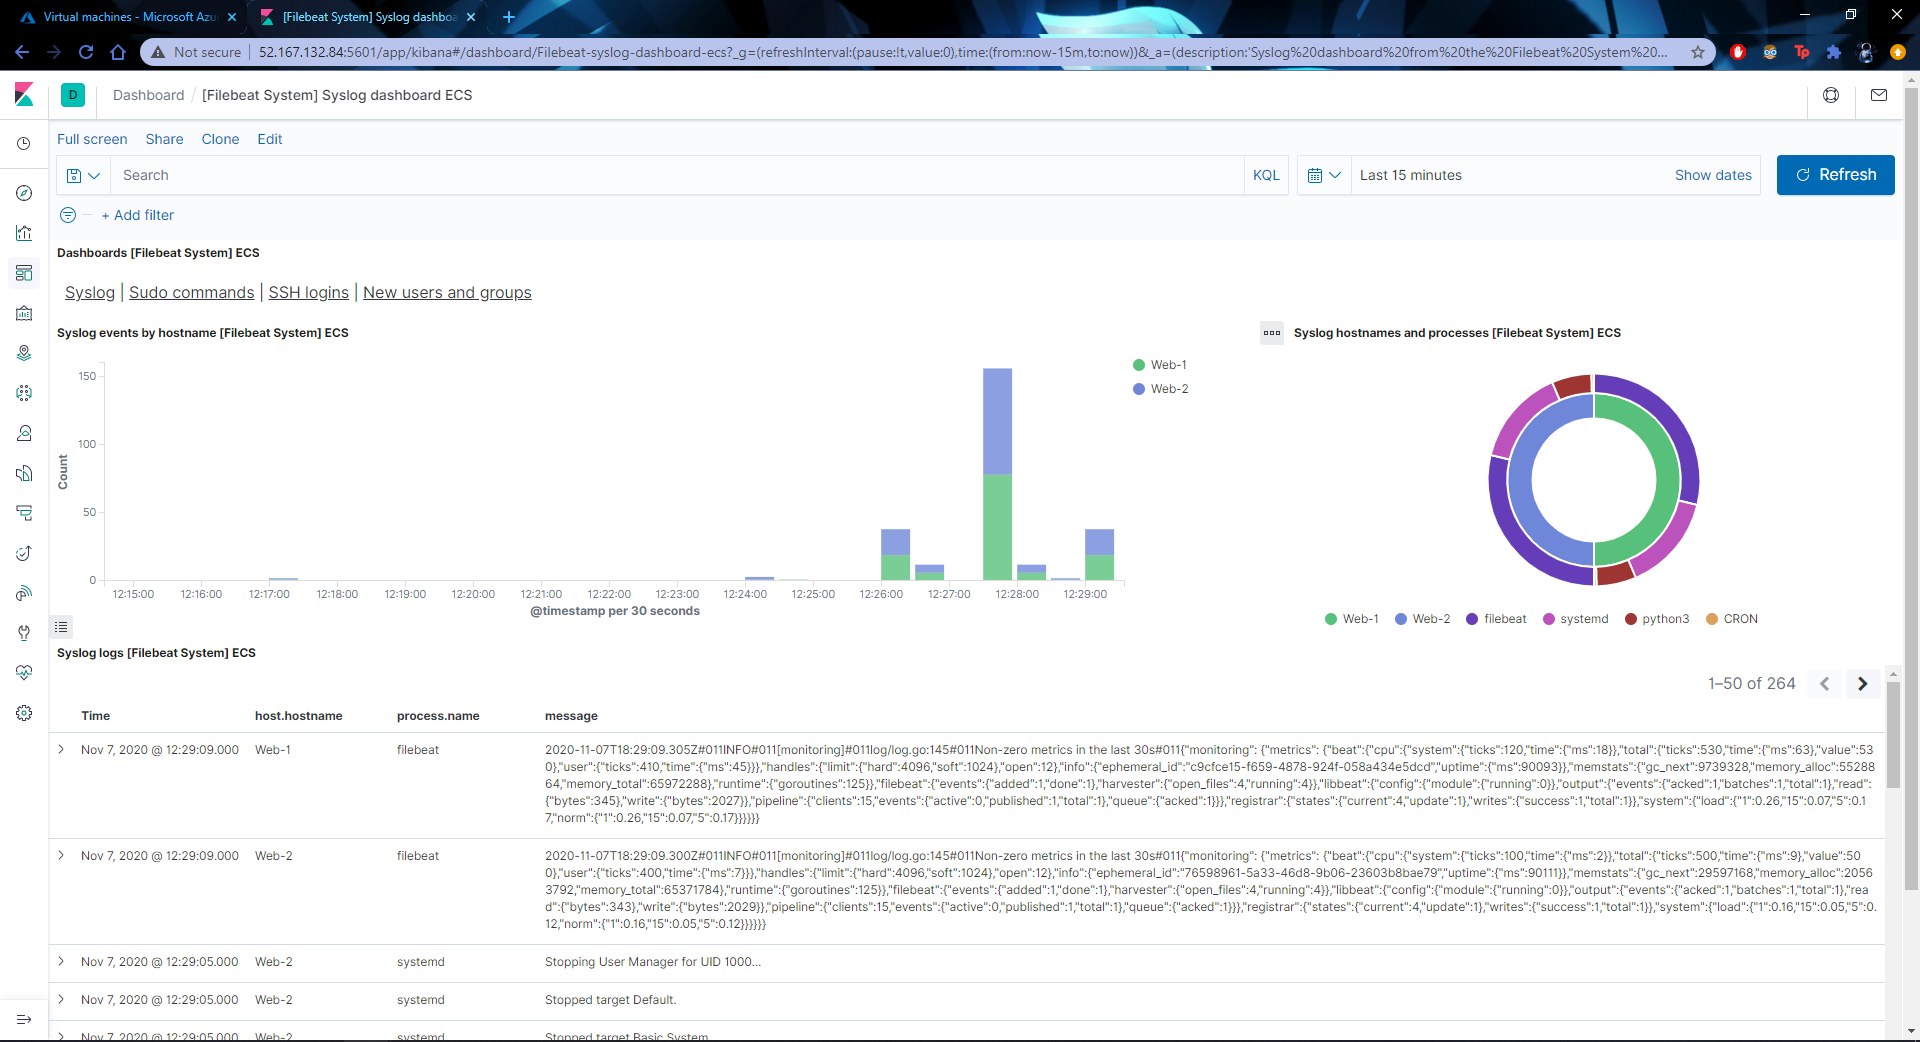 Virtual machines - Microsoft Azu
[Filebeat System] Syslog dashboa
Not secure
52.167.132.84:5601/app/kibana#/dashboard/Filebeat-syslog-dashboard-ecs?_g=(refreshInterval:(pause:!t,value:0),time:(from:now-15m,to:now))&_a=(description:'Syslog%20dashboard%20from%20the%20Filebeat%20System%20...
D
Dashboard / [Filebeat System] Syslog dashboard ECS
Full screen Share Clone Edit
Search
KQL
Last 15 minutes
Show dates
Refresh
+ Add filter
Dashboards [Filebeat System] ECS
Syslog | Sudo commands | SSH logins | New users and groups
Syslog events by hostname [Filebeat System] ECS
150
100
50
0
Count
12:15:00 12:16:00 12:17:00 12:18:00 12:19:00 12:20:00 12:21:00 12:22:00 12:23:00 12:24:00 12:25:00 12:26:00 12:27:00 12:28:00 12:29:00
@timestamp per 30 seconds
Web-1
Web-2
Syslog hostnames and processes [Filebeat System] ECS
Web-1 Web-2 filebeat systemd python3 CRON
Syslog logs [Filebeat System] ECS
1–50 of 264
Time host.hostname process.name message
Nov 7, 2020 @ 12:29:09.000 Web-1 filebeat 2020-11-07T18:29:09.305Z#011INFO#011[monitoring]#011log/log.go:145#011Non-zero metrics in the last 30s#011{"monitoring": {"metrics": {"beat":{"cpu":{"system":{"ticks":120,"time":{"ms":18}},"total":{"ticks":530,"time":{"ms":63},"value":53
0},"user":{"ticks":410,"time":{"ms":45}}},"handles":{"limit":{"hard":4096,"soft":1024},"open":12},"info":{"ephemeral_id":"c9cfce15-f659-4878-924f-058a434e5dcd","uptime":{"ms":90093}},"memstats":{"gc_next":9739328,"memory_alloc":55288
64,"memory_total":65972288},"runtime":{"goroutines":125}},"filebeat":{"events":{"added":1,"done":1},"harvester":{"open_files":4,"running":4}},"libbeat":{"config":{"module":{"running":0}},"output":{"events":{"acked":1,"batches":1,"total":1},"read":
{"bytes":345},"write":{"bytes":2027}},"pipeline":{"clients":15,"events":{"active":0,"published":1,"total":1},"queue":{"acked":1}}},"registrar":{"states":{"current":4,"update":1},"writes":{"success":1,"total":1}},"system":{"load":{"1":0.26,"15":0.07,"5":0.1
7,"norm":{"1":0.26,"15":0.07,"5":0.17}}}}}}
Nov 7, 2020 @ 12:29:09.000 Web-2 filebeat 2020-11-07T18:29:09.300Z#011INFO#011[monitoring]#011log/log.go:145#011Non-zero metrics in the last 30s#011{"monitoring": {"metrics": {"beat":{"cpu":{"system":{"ticks":100,"time":{"ms":2}},"total":{"ticks":500,"time":{"ms":9},"value":50
0},"user":{"ticks":400,"time":{"ms":7}}},"handles":{"limit":{"hard":4096,"soft":1024},"open":12},"info":{"ephemeral_id":"76598961-5a33-46d8-9b06-23603b8bae79","uptime":{"ms":90111}},"memstats":{"gc_next":29597168,"memory_alloc":2056
3792,"memory_total":65371784},"runtime":{"goroutines":125}},"filebeat":{"events":{"added":1,"done":1},"harvester":{"open_files":4,"running":4}},"libbeat":{"config":{"module":{"running":0}},"output":{"events":{"acked":1,"batches":1,"total":1},"rea
d":{"bytes":343},"write":{"bytes":2029}},"pipeline":{"clients":15,"events":{"active":0,"published":1,"total":1},"queue":{"acked":1}}},"registrar":{"states":{"current":4,"update":1},"writes":{"success":1,"total":1}},"system":{"load":{"1":0.16,"15":0.05,"5":0.
12,"norm":{"1":0.16,"15":0.05,"5":0.12}}}}}}
Nov 7, 2020 @ 12:29:05.000 Web-2 systemd Stopping User Manager for UID 1000...
Nov 7, 2020 @ 12:29:05.000 Web-2 systemd Stopped target Default.
Nov 7, 2020 @ 12:29:05.000 Web-2 systemd Stopped target Basic System